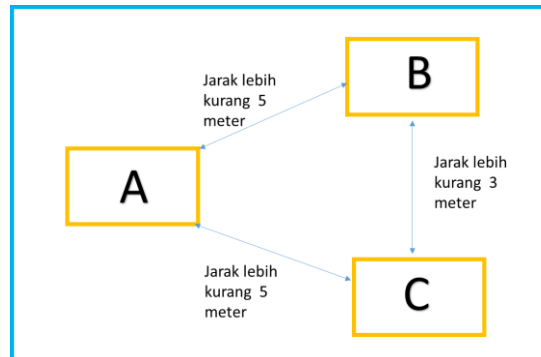 Jarak lebih
kurang 5
meter
B
A
Jarak lebih
kurang 3
meter
Jarak lebih
kurang 5
meter
C